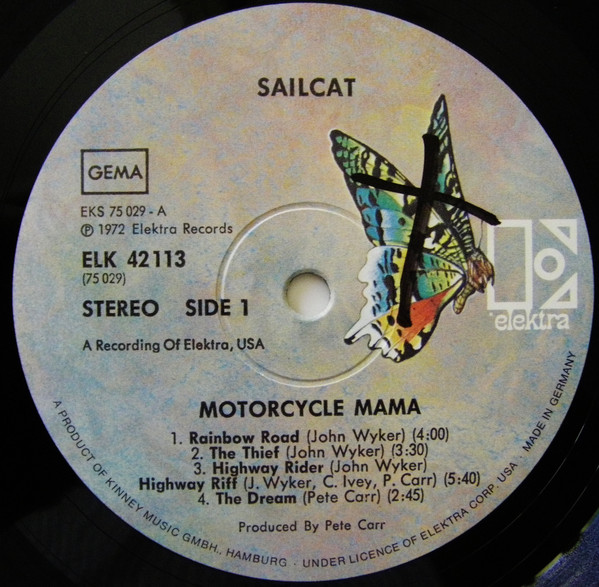 SAILCAT
GEMA
EKS 75 029 - A
Ⓟ 1972 Elektra Records
ELK 42113
(75 029)
STEREO SIDE 1
A Recording Of Elektra, USA
elektra
MOTORCYCLE MAMA
1. Rainbow Road (John Wyker) (4:00)
2. The Thief (John Wyker) (3:30)
3. Highway Rider (John Wyker)
Highway Riff (J. Wyker, C. Ivey, P. Carr) (5:40)
4. The Dream (Pete Carr) (2:45)
Produced By Pete Carr
A PRODUCT OF KINNEY MUSIC GMBH., HAMBURG · UNDER LICENCE OF ELEKTRA CORP. USA · MADE IN GERMANY